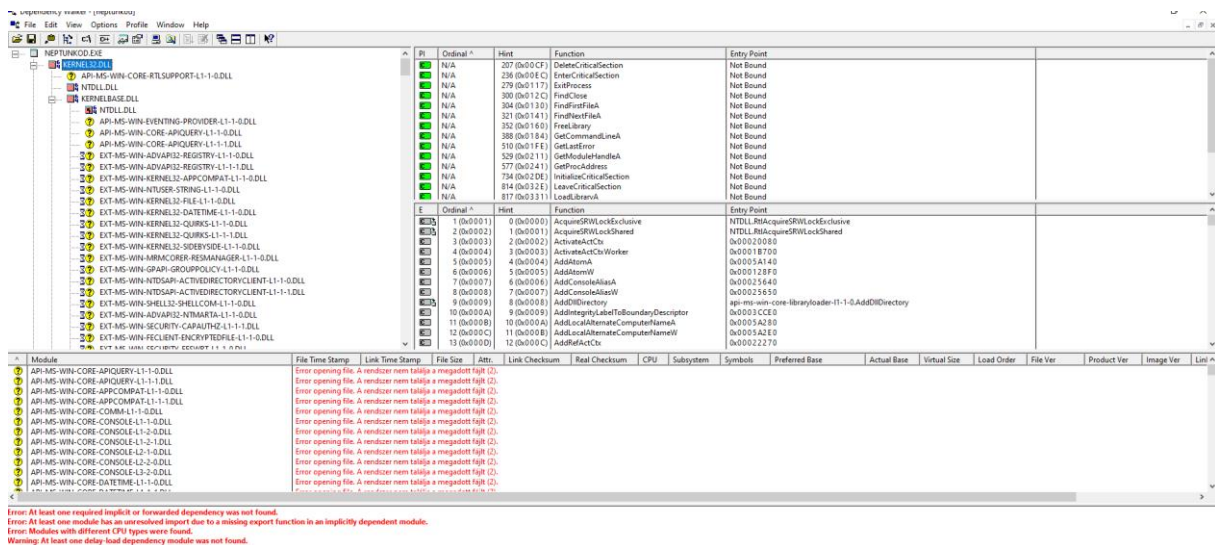 Dependency Walker - [neptunkod]
File Edit View Options Profile Window Help
NEPTUNKOD.EXE
KERNEL32.DLL
API-MS-WIN-CORE-RTLSUPPORT-L1-1-0.DLL
NTDLL.DLL
KERNELBASE.DLL
NTDLL.DLL
API-MS-WIN-EVENTING-PROVIDER-L1-1-0.DLL
API-MS-WIN-CORE-APIQUERY-L1-1-0.DLL
API-MS-WIN-CORE-APIQUERY-L1-1-1.DLL
EXT-MS-WIN-ADVAPI32-REGISTRY-L1-1-0.DLL
EXT-MS-WIN-ADVAPI32-REGISTRY-L1-1-1.DLL
EXT-MS-WIN-KERNEL32-APPCOMPAT-L1-1-0.DLL
EXT-MS-WIN-NTUSER-STRING-L1-1-0.DLL
EXT-MS-WIN-KERNEL32-FILE-L1-1-0.DLL
EXT-MS-WIN-KERNEL32-DATETIME-L1-1-0.DLL
EXT-MS-WIN-KERNEL32-QUIRKS-L1-1-0.DLL
EXT-MS-WIN-KERNEL32-QUIRKS-L1-1-1.DLL
EXT-MS-WIN-KERNEL32-SIDEBYSIDE-L1-1-0.DLL
EXT-MS-WIN-MRMCORER-RESMANAGER-L1-1-0.DLL
EXT-MS-WIN-GPAPI-GROUPPOLICY-L1-1-0.DLL
EXT-MS-WIN-NTDSAPI-ACTIVEDIRECTORYCLIENT-L1-1-0.DLL
EXT-MS-WIN-NTDSAPI-ACTIVEDIRECTORYCLIENT-L1-1-1.DLL
EXT-MS-WIN-SHELL32-SHELLCOM-L1-1-0.DLL
EXT-MS-WIN-ADVAPI32-NTMARTA-L1-1-0.DLL
EXT-MS-WIN-SECURITY-CAPAUTHZ-L1-1-1.DLL
EXT-MS-WIN-FECLIENT-ENCRYPTEDFILE-L1-1-0.DLL
EXT-MS-WIN-SECURITY-EFSWRT-L1-1-0.DLL
PI Ordinal ^ Hint Function Entry Point
N/A 207 (0x00CF) DeleteCriticalSection Not Bound
N/A 236 (0x00EC) EnterCriticalSection Not Bound
N/A 279 (0x0117) ExitProcess Not Bound
N/A 300 (0x012C) FindClose Not Bound
N/A 304 (0x0130) FindFirstFileA Not Bound
N/A 321 (0x0141) FindNextFileA Not Bound
N/A 352 (0x0160) FreeLibrary Not Bound
N/A 388 (0x0184) GetCommandLineA Not Bound
N/A 510 (0x01FE) GetLastError Not Bound
N/A 529 (0x0211) GetModuleHandleA Not Bound
N/A 577 (0x0241) GetProcAddress Not Bound
N/A 734 (0x02DE) InitializeCriticalSection Not Bound
N/A 814 (0x032E) LeaveCriticalSection Not Bound
N/A 817 (0x0331) LoadLibraryA Not Bound
E Ordinal ^ Hint Function Entry Point
1 (0x0001) 0 (0x0000) AcquireSRWLockExclusive NTDLL.RtlAcquireSRWLockExclusive
2 (0x0002) 1 (0x0001) AcquireSRWLockShared NTDLL.RtlAcquireSRWLockShared
3 (0x0003) 2 (0x0002) ActivateActCtx 0x00020080
4 (0x0004) 3 (0x0003) ActivateActCtxWorker 0x0001B700
5 (0x0005) 4 (0x0004) AddAtomA 0x0005A140
6 (0x0006) 5 (0x0005) AddAtomW 0x000128F0
7 (0x0007) 6 (0x0006) AddConsoleAliasA 0x00025640
8 (0x0008) 7 (0x0007) AddConsoleAliasW 0x00025650
9 (0x0009) 8 (0x0008) AddDllDirectory api-ms-win-core-libraryloader-l1-1-0.AddDllDirectory
10 (0x000A) 9 (0x0009) AddIntegrityLabelToBoundaryDescriptor 0x0003CCE0
11 (0x000B) 10 (0x000A) AddLocalAlternateComputerNameA 0x0005A280
12 (0x000C) 11 (0x000B) AddLocalAlternateComputerNameW 0x0005A2E0
13 (0x000D) 12 (0x000C) AddRefActCtx 0x00022270
^ Module File Time Stamp Link Time Stamp File Size Attr. Link Checksum Real Checksum CPU Subsystem Symbols Preferred Base Actual Base Virtual Size Load Order File Ver Product Ver Image Ver
API-MS-WIN-CORE-APIQUERY-L1-1-0.DLL Error opening file. A rendszer nem találja a megadott fájlt (2).
API-MS-WIN-CORE-APIQUERY-L1-1-1.DLL Error opening file. A rendszer nem találja a megadott fájlt (2).
API-MS-WIN-CORE-APPCOMPAT-L1-1-0.DLL Error opening file. A rendszer nem találja a megadott fájlt (2).
API-MS-WIN-CORE-APPCOMPAT-L1-1-1.DLL Error opening file. A rendszer nem találja a megadott fájlt (2).
API-MS-WIN-CORE-COMM-L1-1-0.DLL Error opening file. A rendszer nem találja a megadott fájlt (2).
API-MS-WIN-CORE-CONSOLE-L1-1-0.DLL Error opening file. A rendszer nem találja a megadott fájlt (2).
API-MS-WIN-CORE-CONSOLE-L1-2-0.DLL Error opening file. A rendszer nem találja a megadott fájlt (2).
API-MS-WIN-CORE-CONSOLE-L1-2-1.DLL Error opening file. A rendszer nem találja a megadott fájlt (2).
API-MS-WIN-CORE-CONSOLE-L2-1-0.DLL Error opening file. A rendszer nem találja a megadott fájlt (2).
API-MS-WIN-CORE-CONSOLE-L2-2-0.DLL Error opening file. A rendszer nem találja a megadott fájlt (2).
API-MS-WIN-CORE-CONSOLE-L3-2-0.DLL Error opening file. A rendszer nem találja a megadott fájlt (2).
API-MS-WIN-CORE-DATETIME-L1-1-0.DLL Error opening file. A rendszer nem találja a megadott fájlt (2).
Error: At least one required implicit or forwarded dependency was not found.
Error: At least one module has an unresolved import due to a missing export function in an implicitly dependent module.
Error: Modules with different CPU types were found.
Warning: At least one delay-load dependency module was not found.